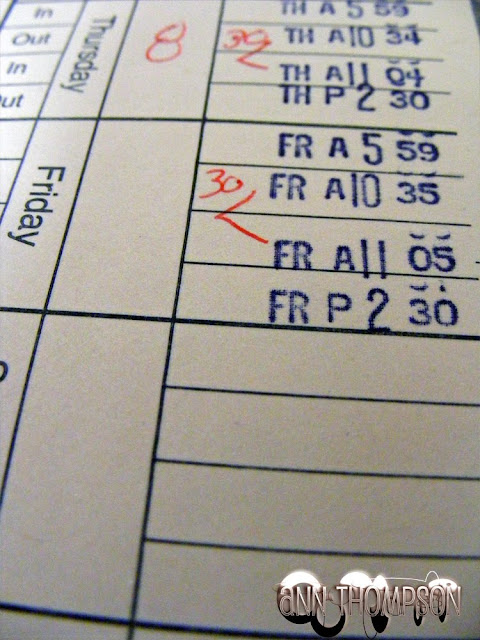 In
Out
In
Out
Thursday
8
TH A 5 59
30 TH A10 34
TH A11 04
TH P 2 30
Friday
FR A 5 59
30 FR A10 35
FR A11 05
FR P 2 30
ANN THOMPSON